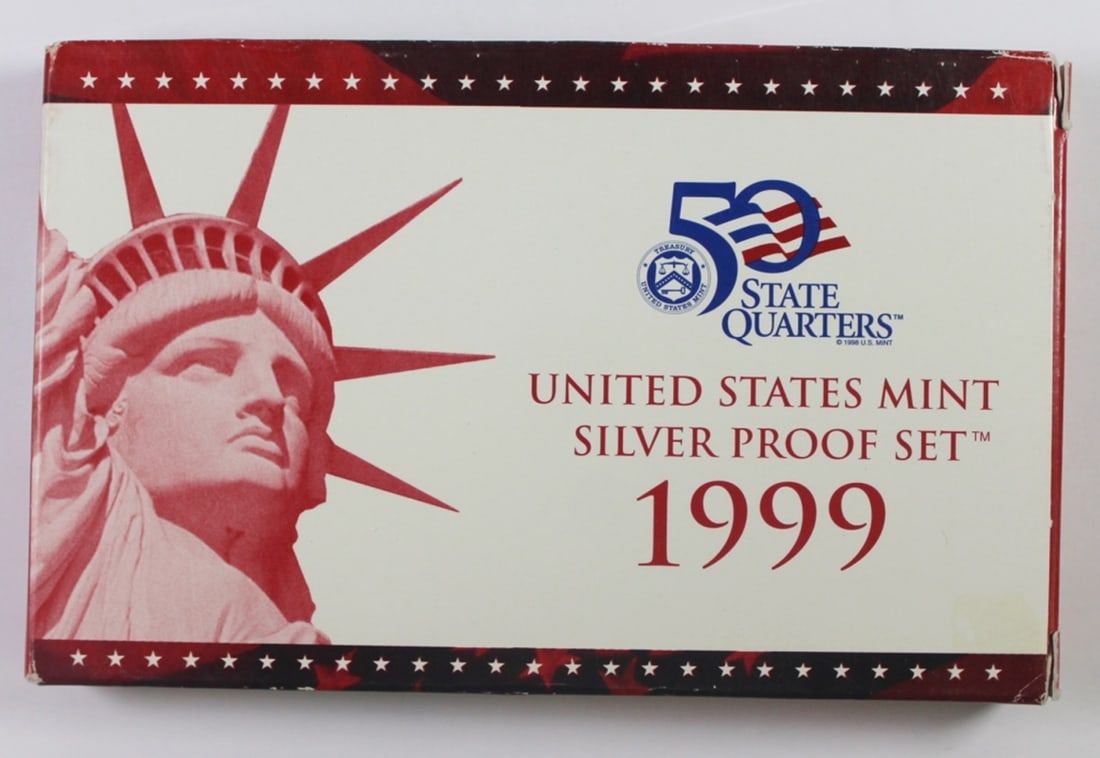 50
TREASURY
UNITED STATES MINT
STATE
QUARTERS™
© 1998 U.S. MINT
UNITED STATES MINT
SILVER PROOF SET™
1999